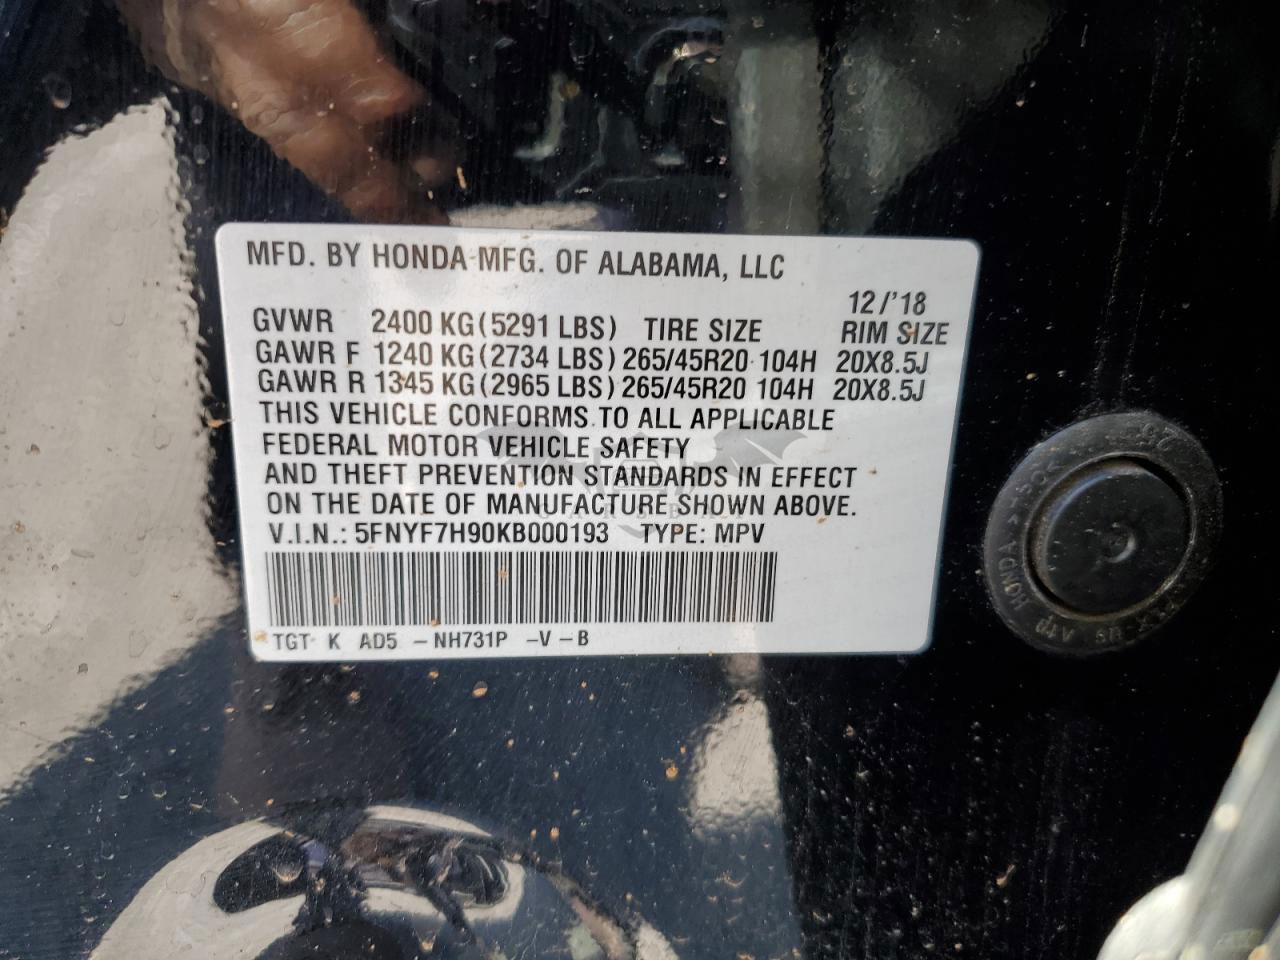 MFD. BY HONDA MFG. OF ALABAMA, LLC
12/'18
GVWR 2400 KG(5291 LBS) TIRE SIZE RIM SIZE
GAWR F 1240 KG(2734 LBS) 265/45R20 104H 20X8.5J
GAWR R 1345 KG(2965 LBS) 265/45R20 104H 20X8.5J
THIS VEHICLE CONFORMS TO ALL APPLICABLE
FEDERAL MOTOR VEHICLE SAFETY
AND THEFT PREVENTION STANDARDS IN EFFECT
ON THE DATE OF MANUFACTURE SHOWN ABOVE.
V.I.N.: 5FNYF7H90KB000193 TYPE: MPV
TGT K AD5 -NH731P -V -B
HONDA